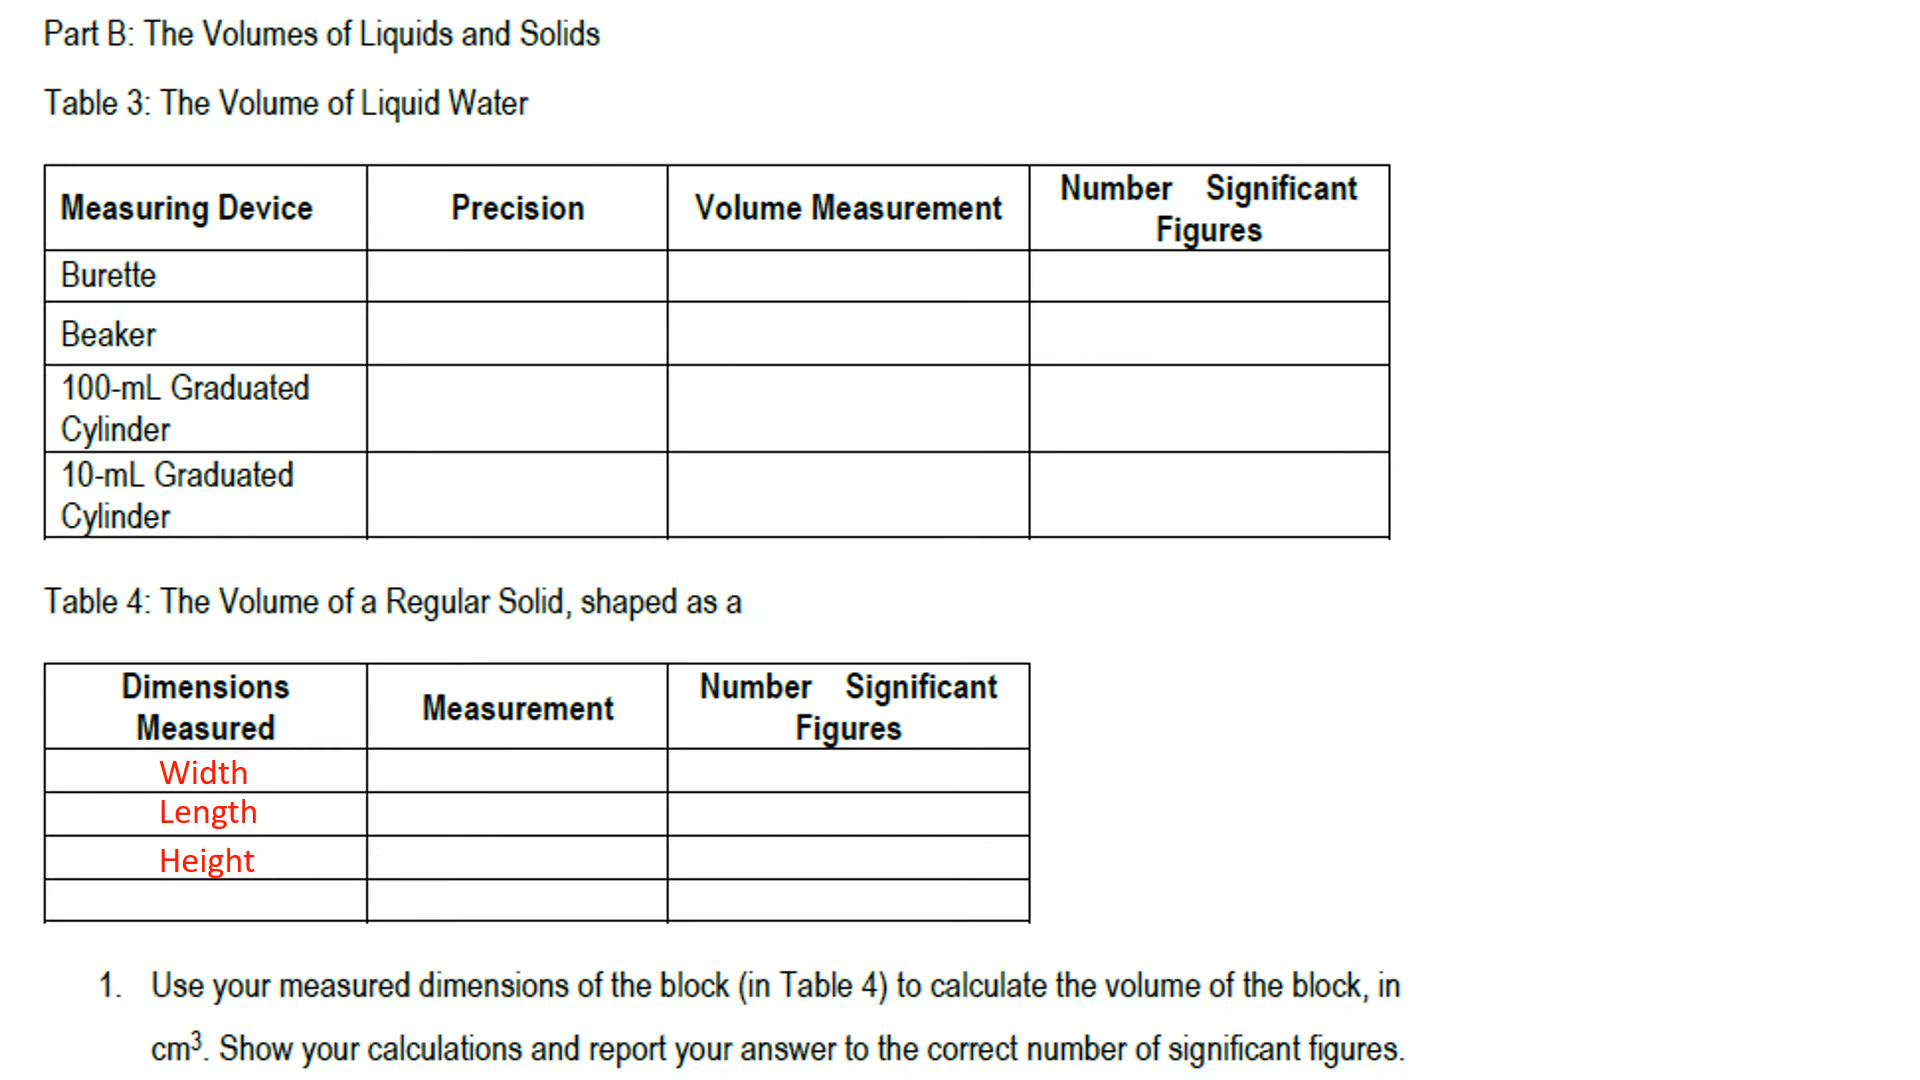 Part B: The Volumes of Liquids and Solids
Table 3: The Volume of Liquid Water
Measuring Device Precision Volume Measurement Number Significant Figures
Burette
Beaker
100-mL Graduated
Cylinder
10-mL Graduated
Cylinder
Table 4: The Volume of a Regular Solid, shaped as a
Dimensions Measured Measurement Number Significant Figures
Width
Length
Height
1. Use your measured dimensions of the block (in Table 4) to calculate the volume of the block, in
cm³. Show your calculations and report your answer to the correct number of significant figures.